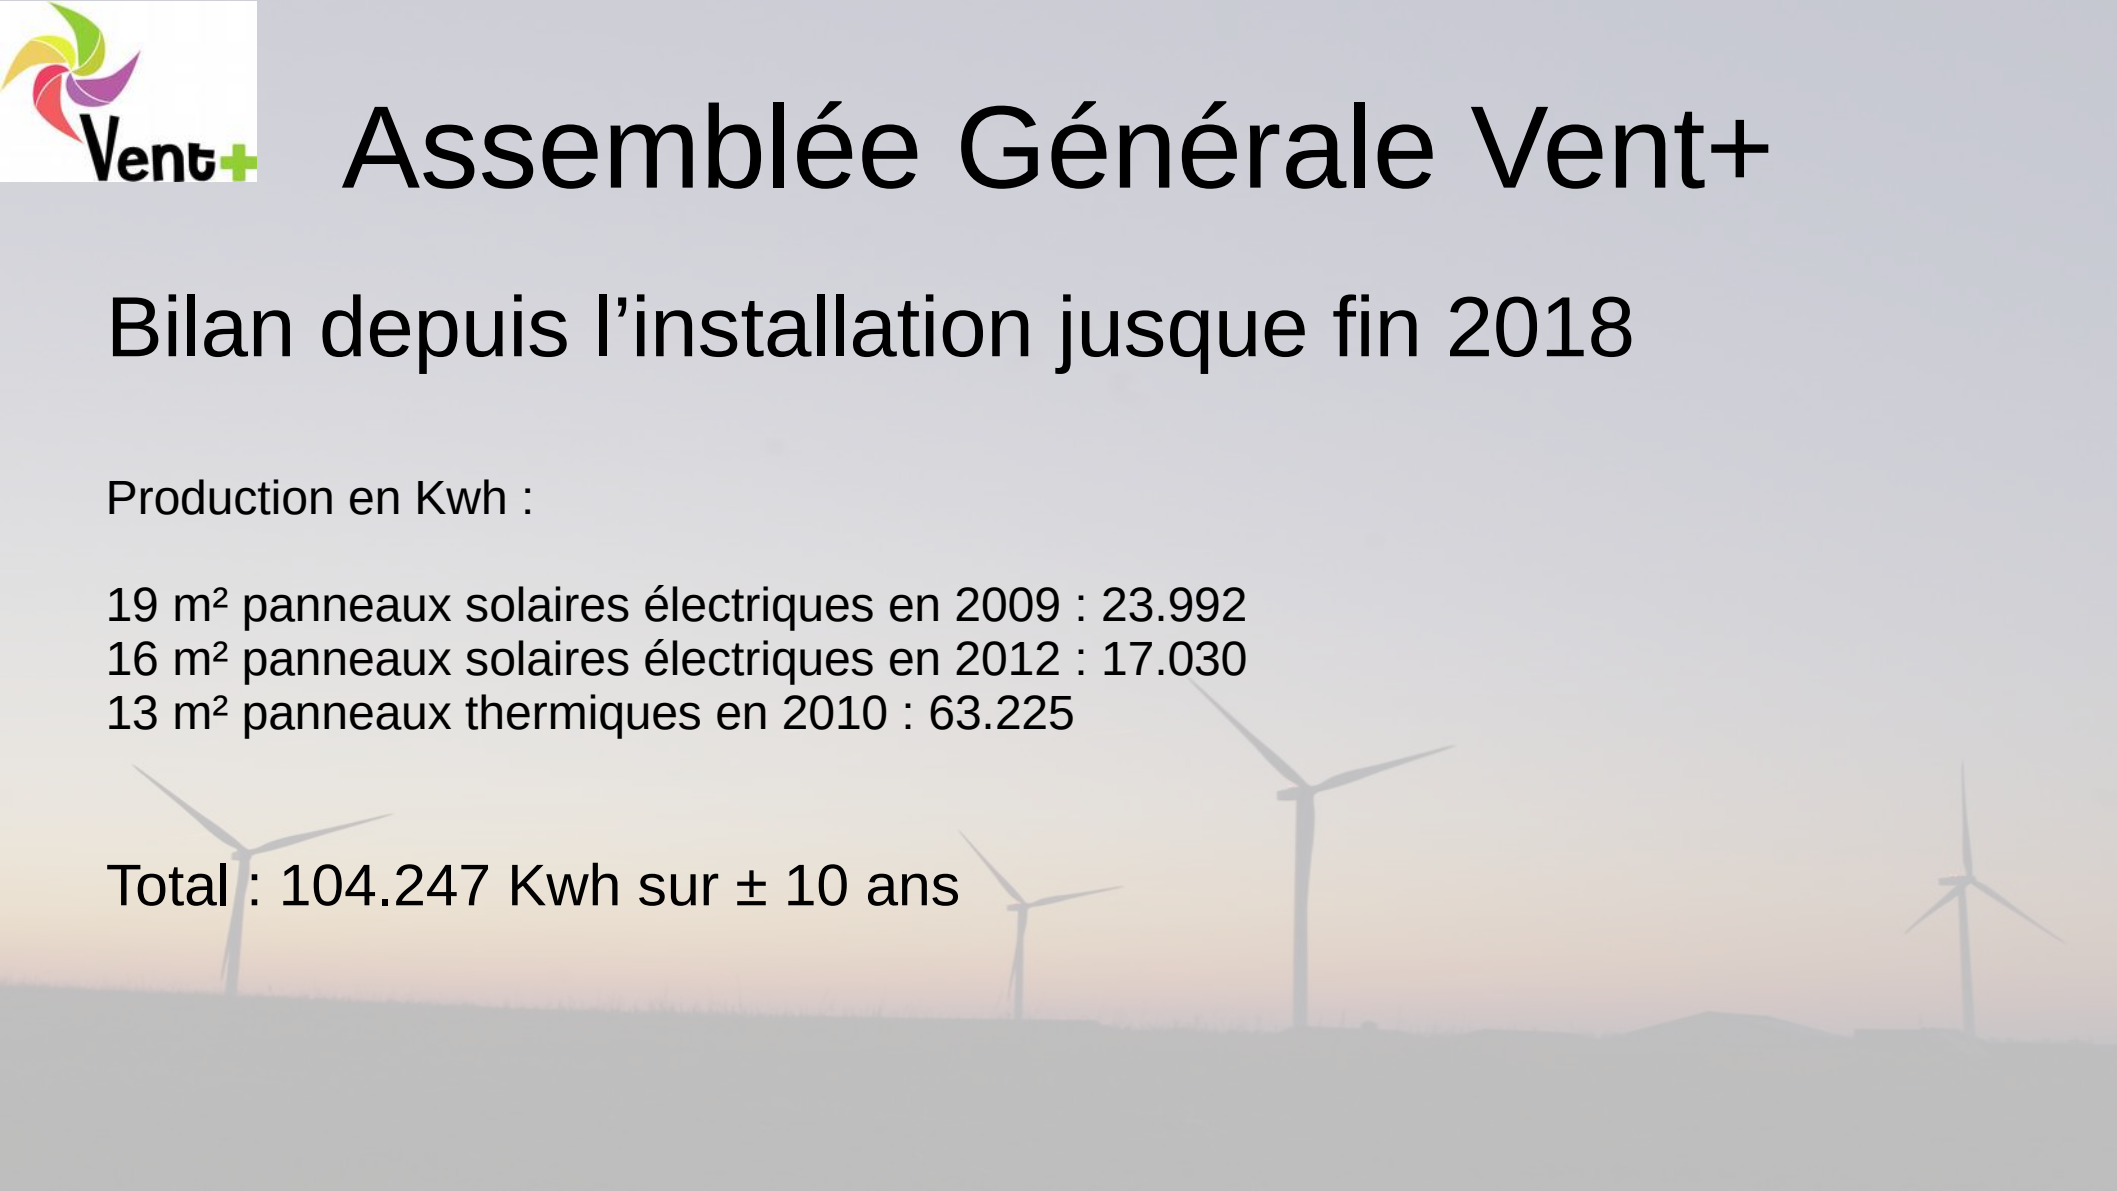 Vent+
Assemblée Générale Vent+
Bilan depuis l’installation jusque fin 2018
Production en Kwh :
19 m² panneaux solaires électriques en 2009 : 23.992
16 m² panneaux solaires électriques en 2012 : 17.030
13 m² panneaux thermiques en 2010 : 63.225
Total : 104.247 Kwh sur ± 10 ans